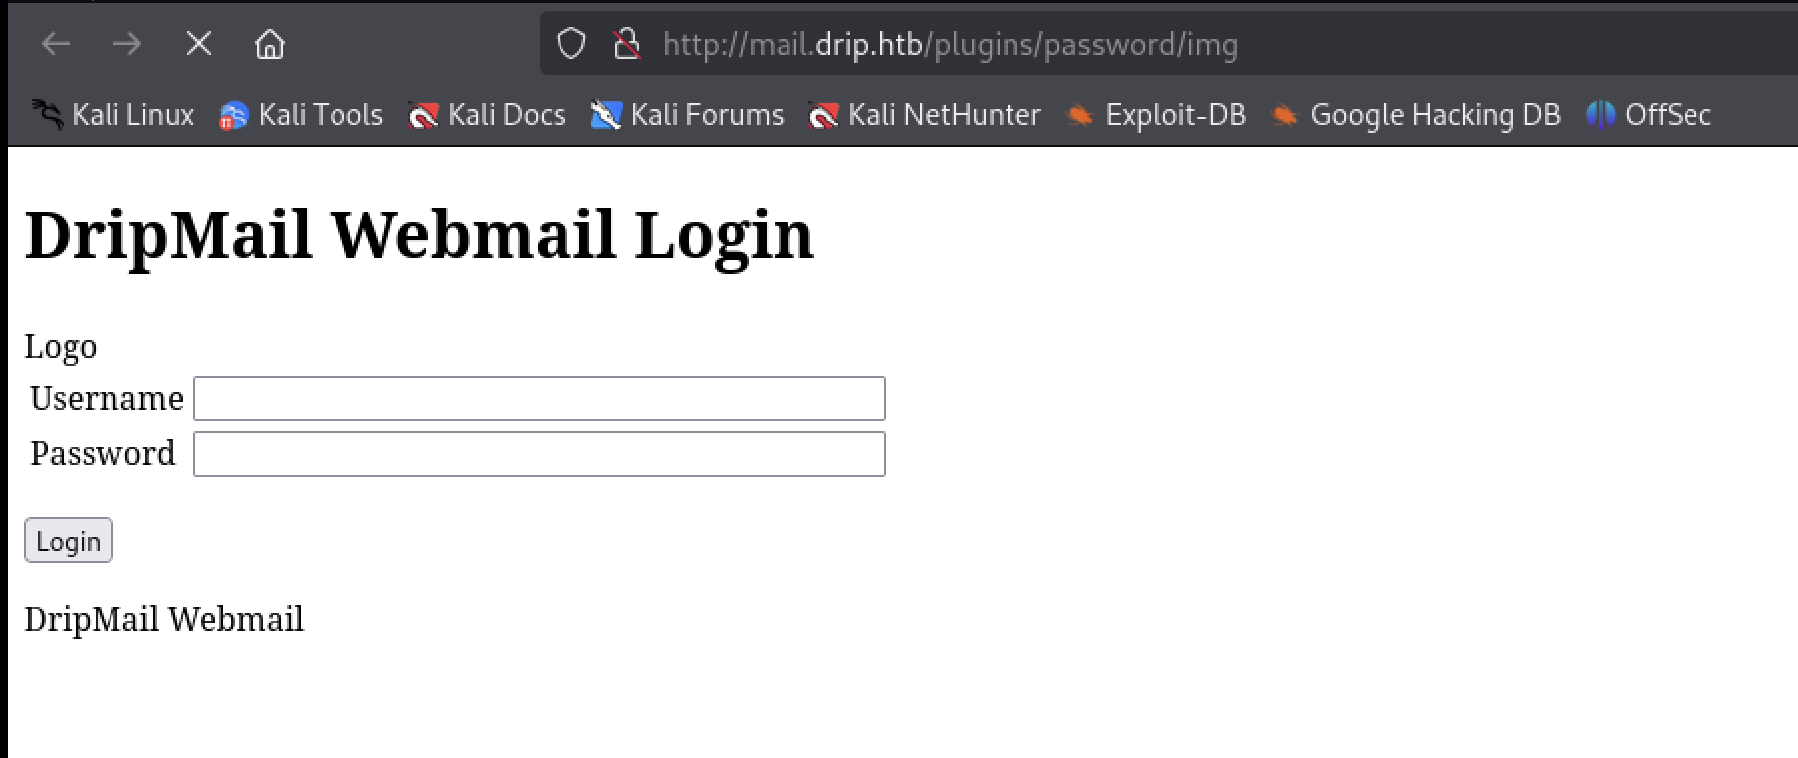 http://mail.drip.htb/plugins/password/img
Kali Linux Kali Tools Kali Docs Kali Forums Kali NetHunter Exploit-DB Google Hacking DB OffSec
DripMail Webmail Login
Logo
Username
Password
Login
DripMail Webmail